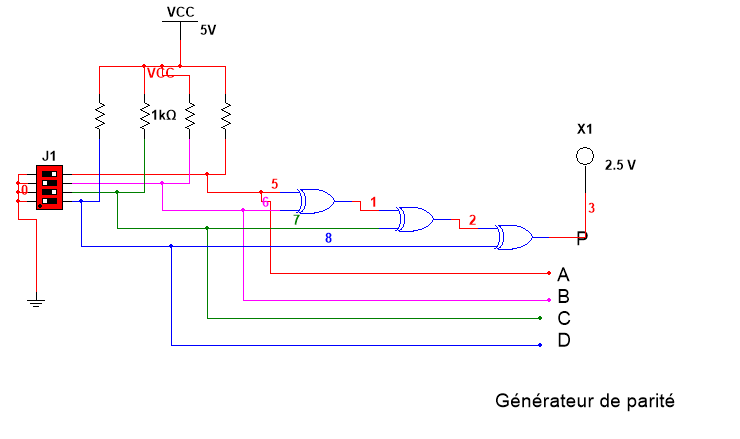 VCC
5V
VCC
1kΩ
X1
2.5 V
J1
0
5
6
7
1
2
3
8
P
A
B
C
D
Générateur de parité